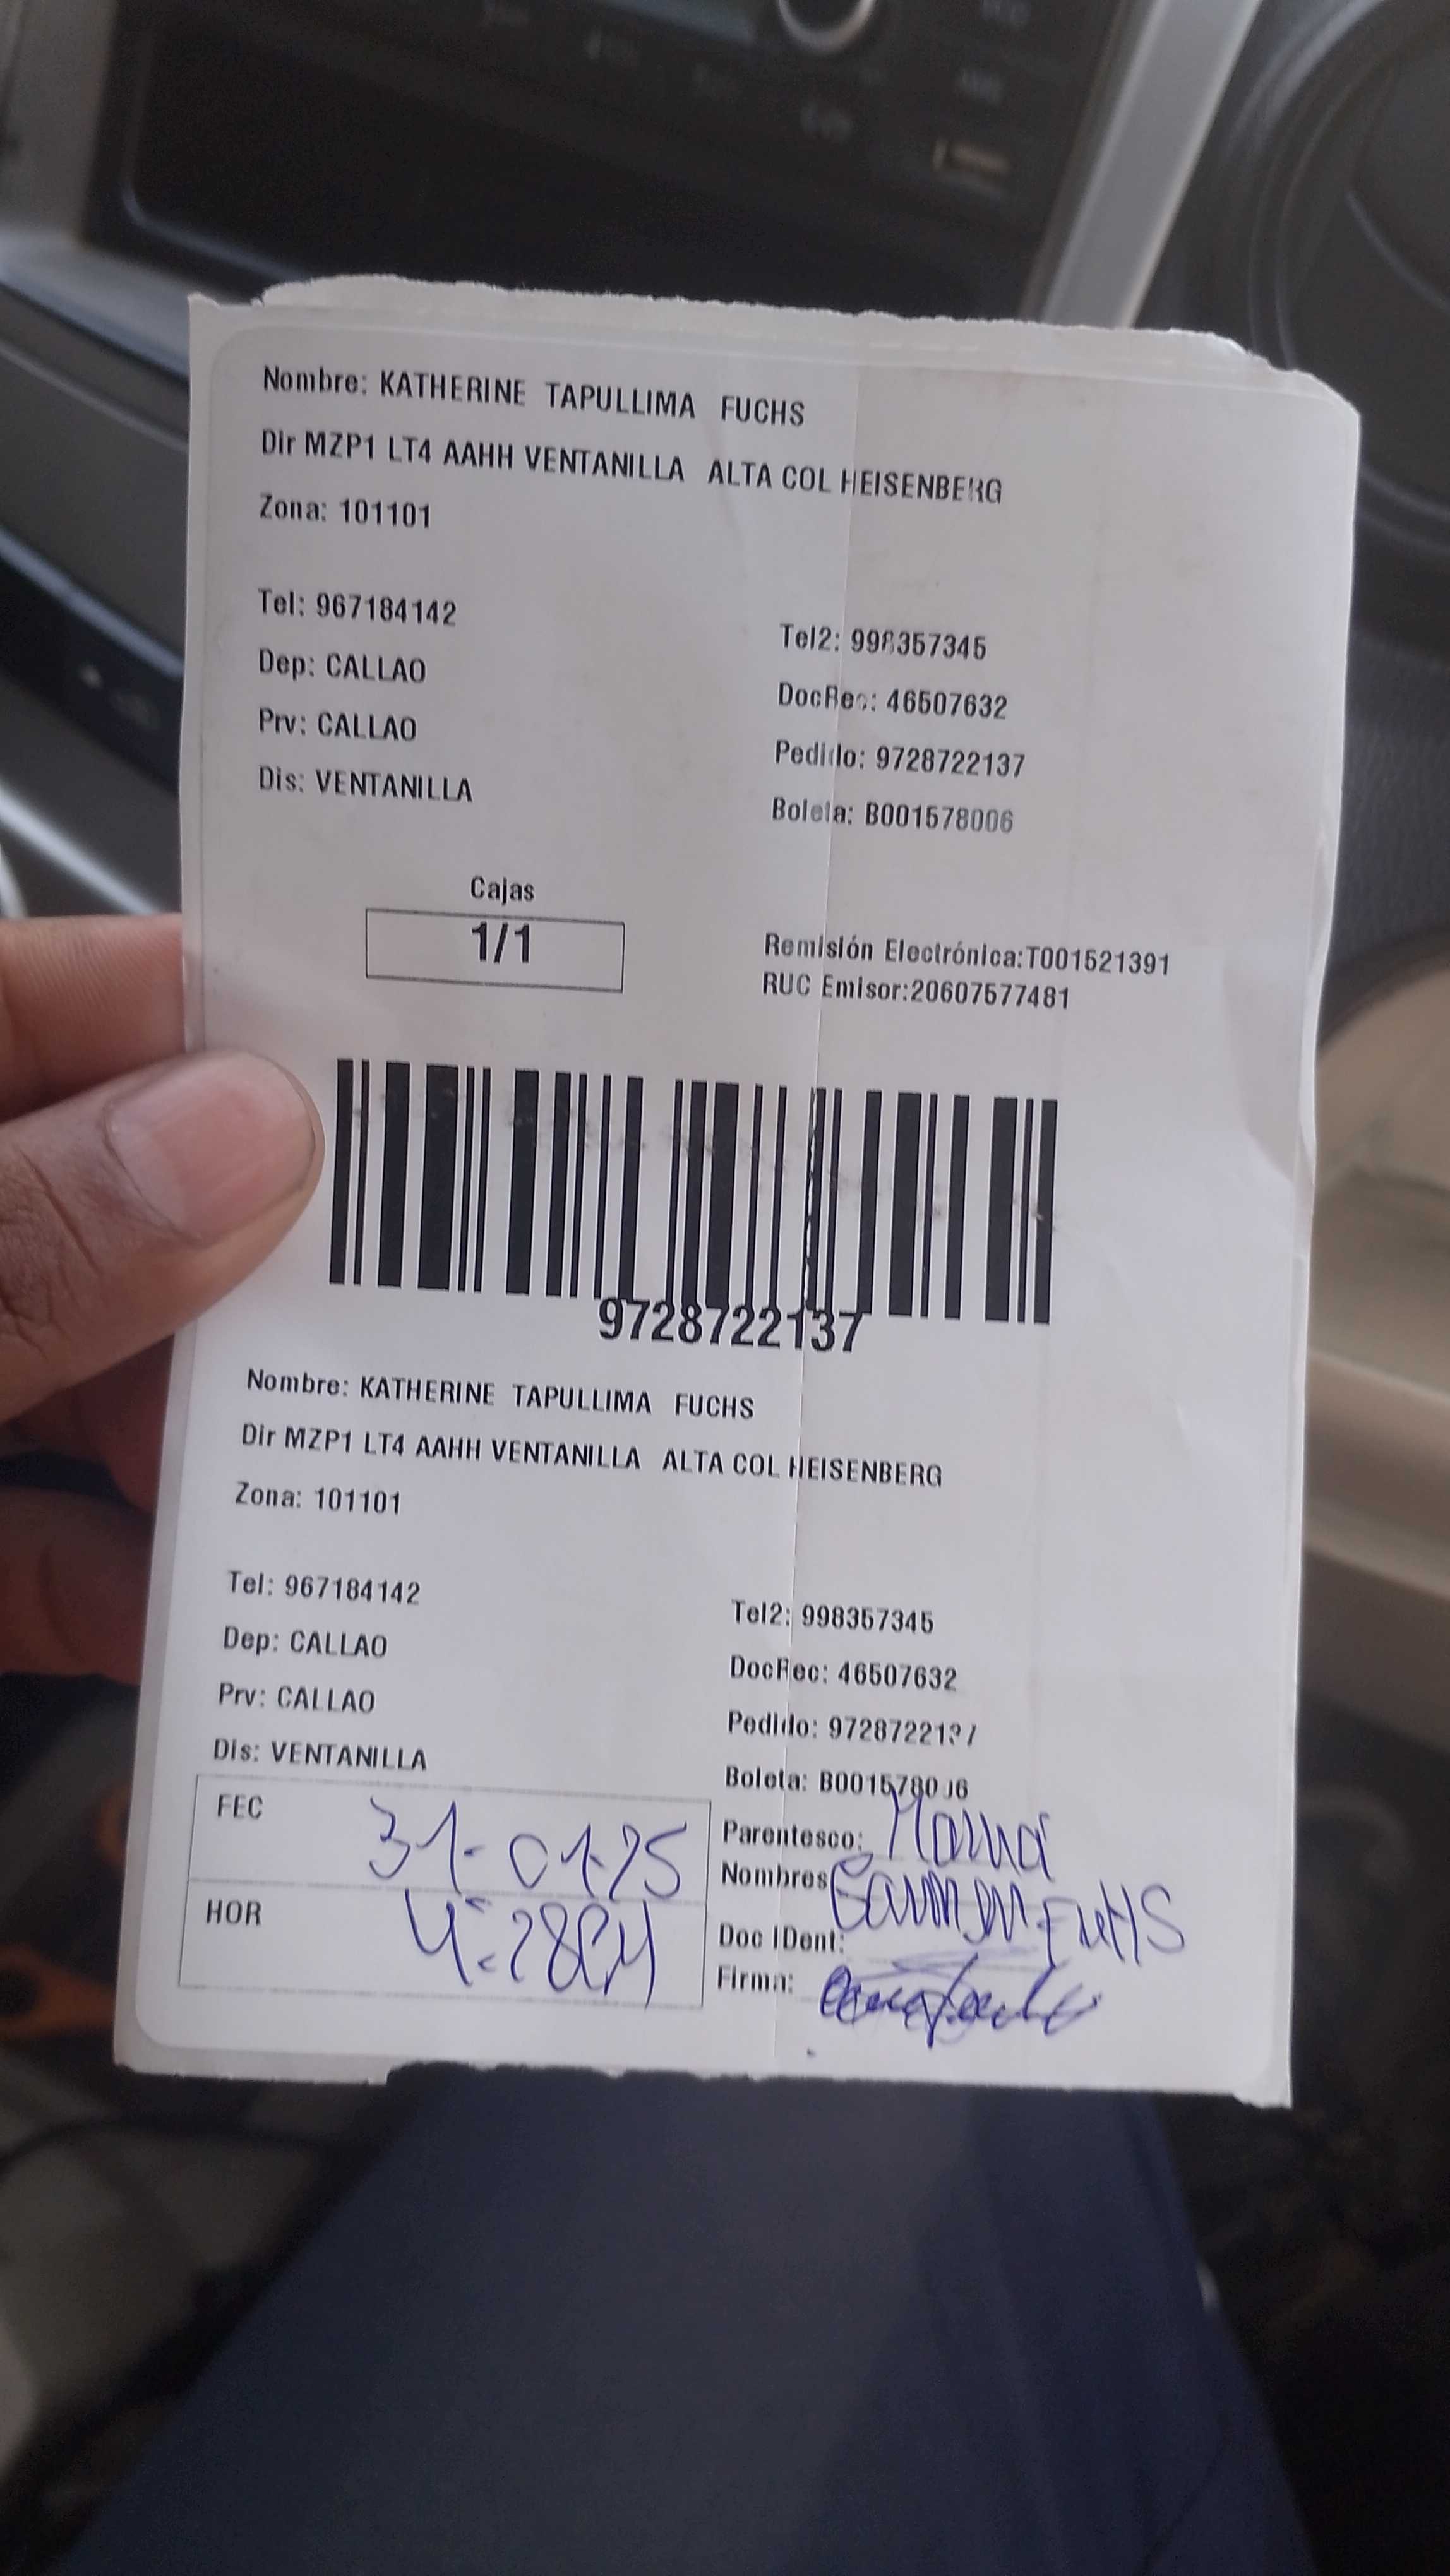 Nombre: KATHERINE TAPULLIMA FUCHS
Dir MZP1 LT4 AAHH VENTANILLA ALTA COL HEISENBERG
Zona: 101101
Tel: 967184142
Tel2: 998357345
Dep: CALLAO
DocRec: 46507632
Prv: CALLAO
Pedido: 9728722137
Dis: VENTANILLA
Boleta: B001578006
Cajas
1/1
Remisión Electrónica:T001521391
RUC Emisor:20607577481
9728722137
Nombre: KATHERINE TAPULLIMA FUCHS
Dir MZP1 LT4 AAHH VENTANILLA ALTA COL HEISENBERG
Zona: 101101
Tel: 967184142
Tel2: 998357345
Dep: CALLAO
DocRec: 46507632
Prv: CALLAO
Pedido: 9728722137
Dis: VENTANILLA
Boleta: B001578006
FEC 31-01-25
Parentesco: Mamá
Nombres Carmen FucHS
HOR 4:28PM
Doc IDent:
Firma: